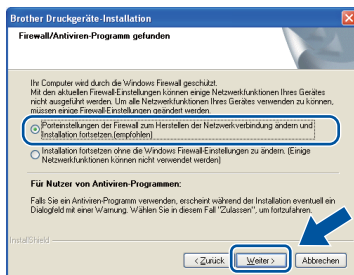 Brother Druckgeräte-Installation
Firewall/Antiviren-Programm gefunden
Ihr Computer wird durch die Windows Firewall geschützt.
Mit den aktuellen Firewall-Einstellungen können einige Netzwerkfunktionen Ihres Gerätes
nicht ausgeführt werden. Um alle Netzwerkfunktionen Ihres Gerätes verwenden zu können,
müssen einige Firewall-Einstellungen geändert werden.
Porteinstellungen der Firewall zum Herstellen der Netzwerkverbindung ändern und
Installation fortsetzen.(empfohlen)
Installation fortsetzen ohne die Windows Firewall-Einstellungen zu ändern. (Einige
Netzwerkfunktionen können nicht verwendet werden)
Für Nutzer von Antiviren-Programmen:
Falls Sie ein Antiviren-Programm verwenden, erscheint während der Installation eventuell ein
Dialogfeld mit einer Warnung. Wählen Sie in diesem Fall "Zulassen", um fortzufahren.
InstallShield
< Zurück
Weiter >
Abbrechen